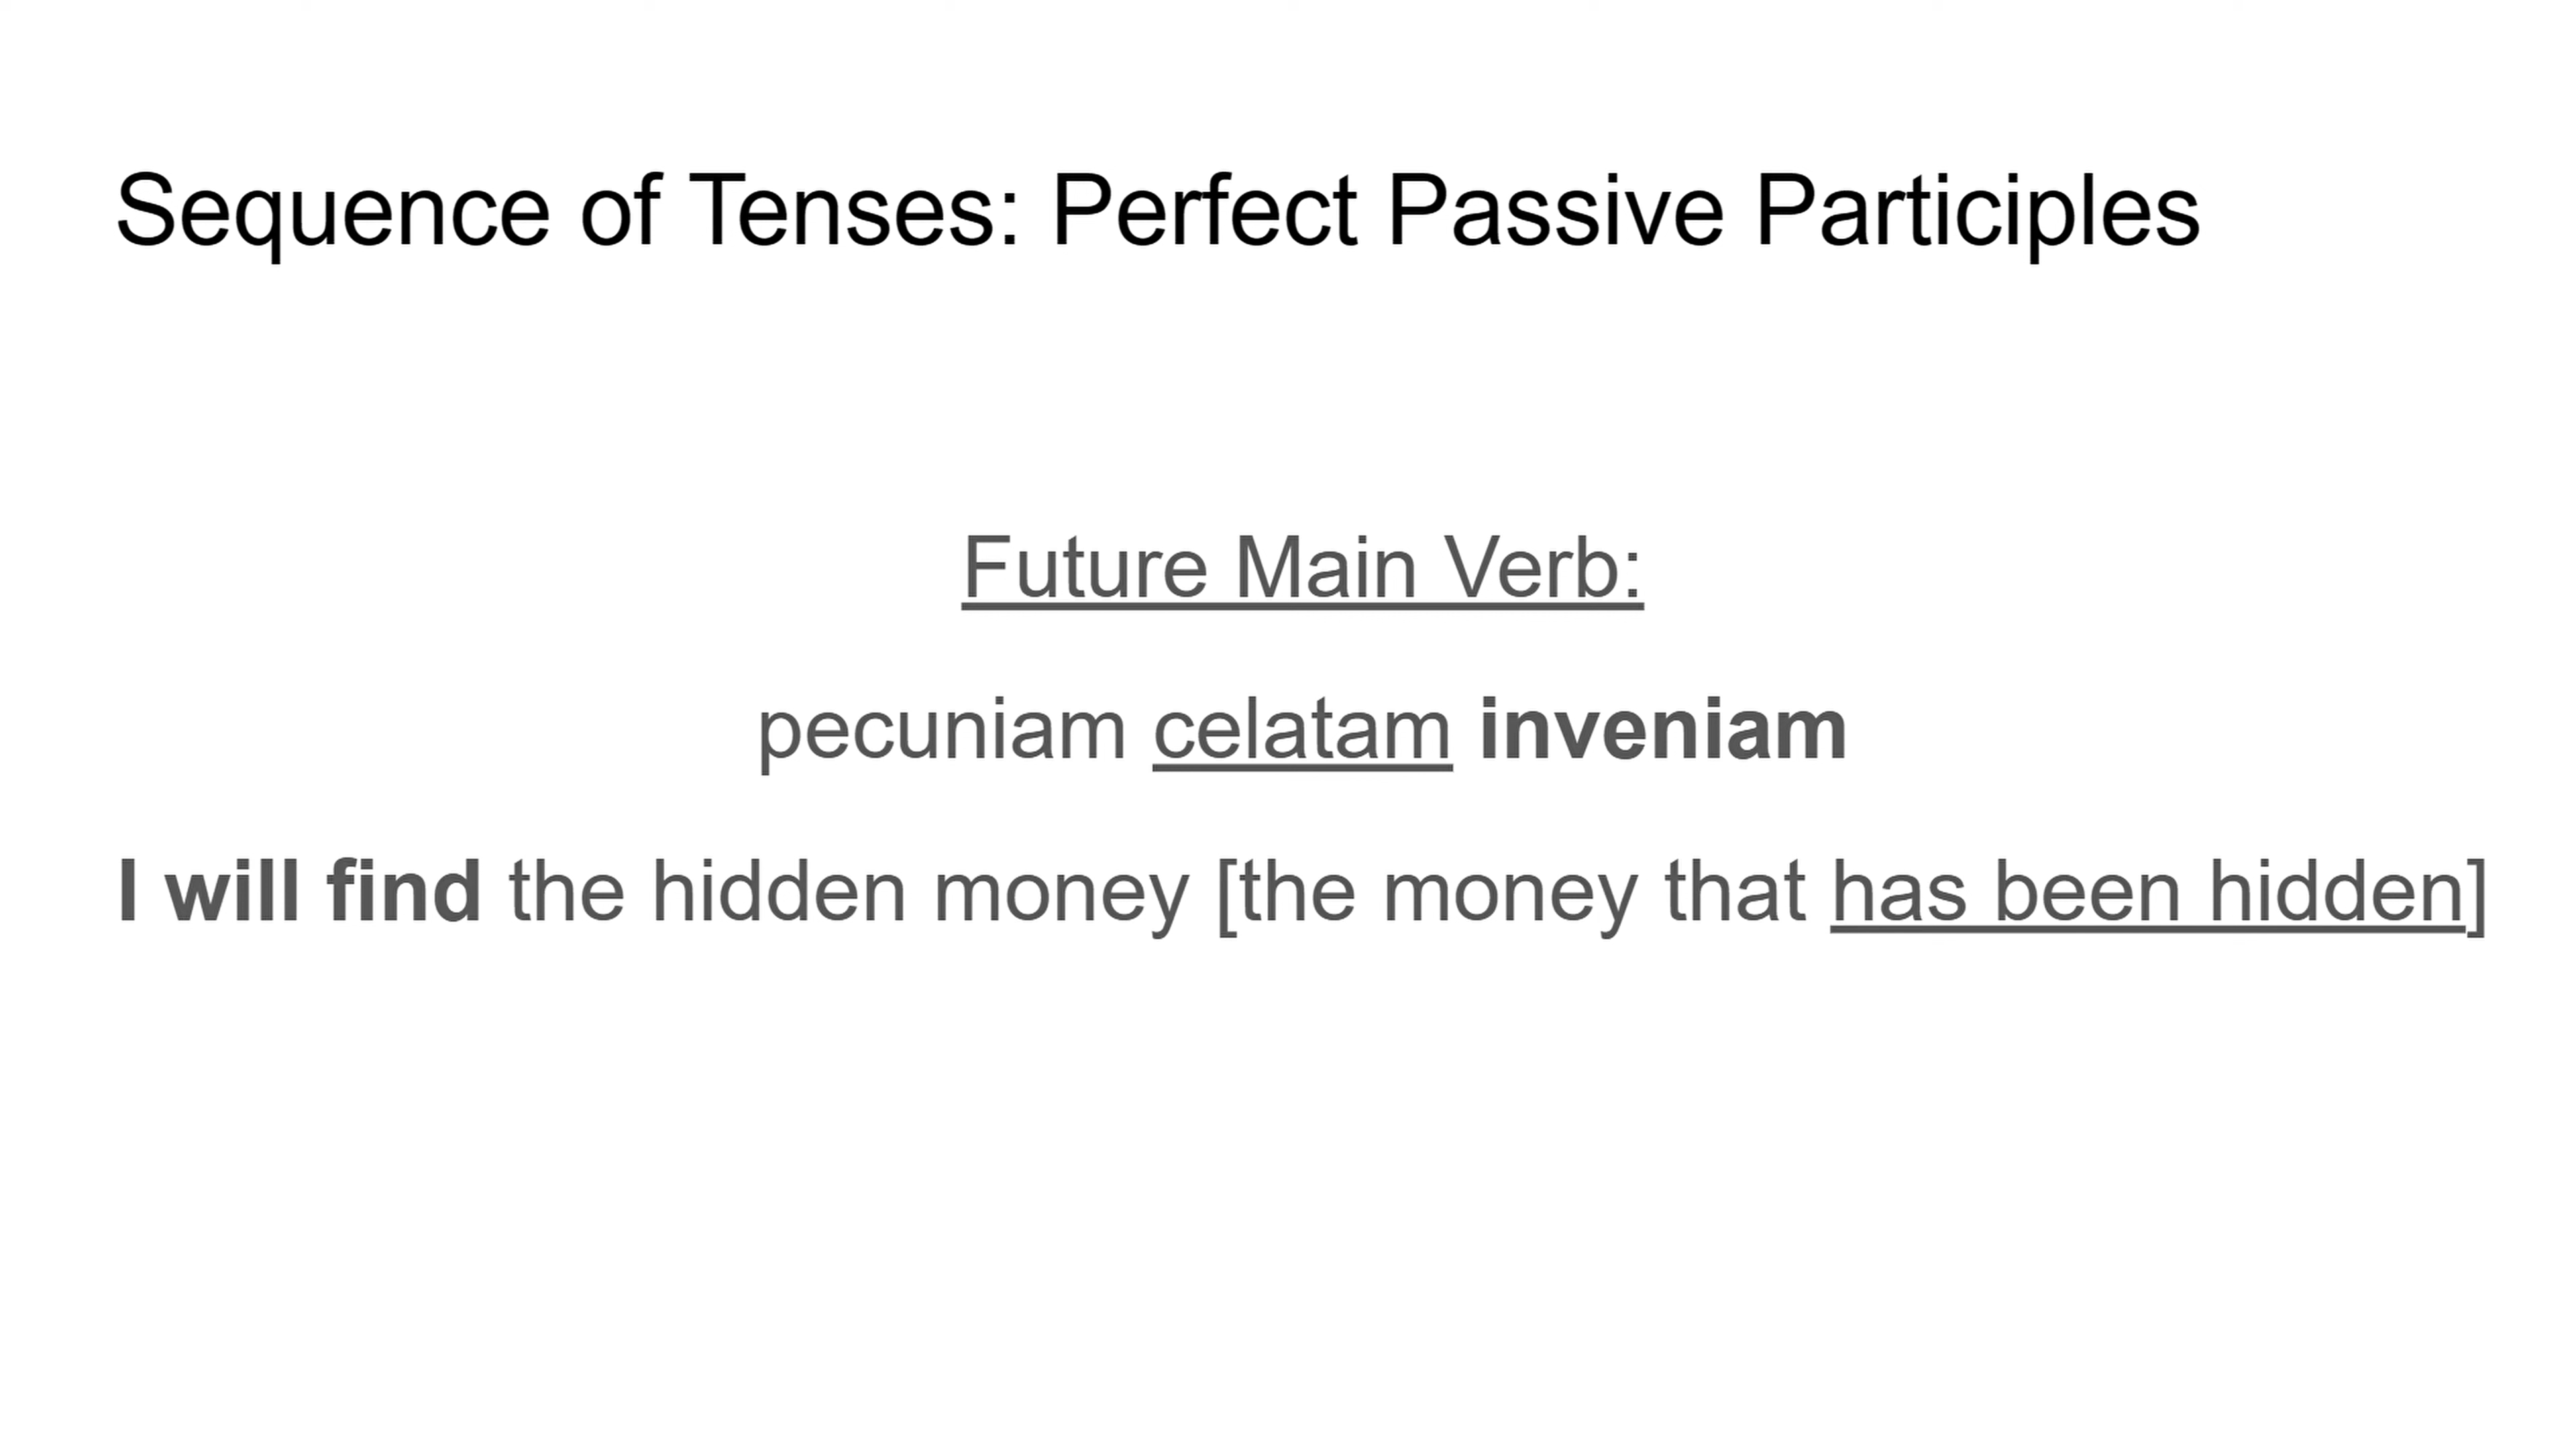 Sequence of Tenses: Perfect Passive Participles
Future Main Verb:
pecuniam celatam inveniam
I will find the hidden money [the money that has been hidden]